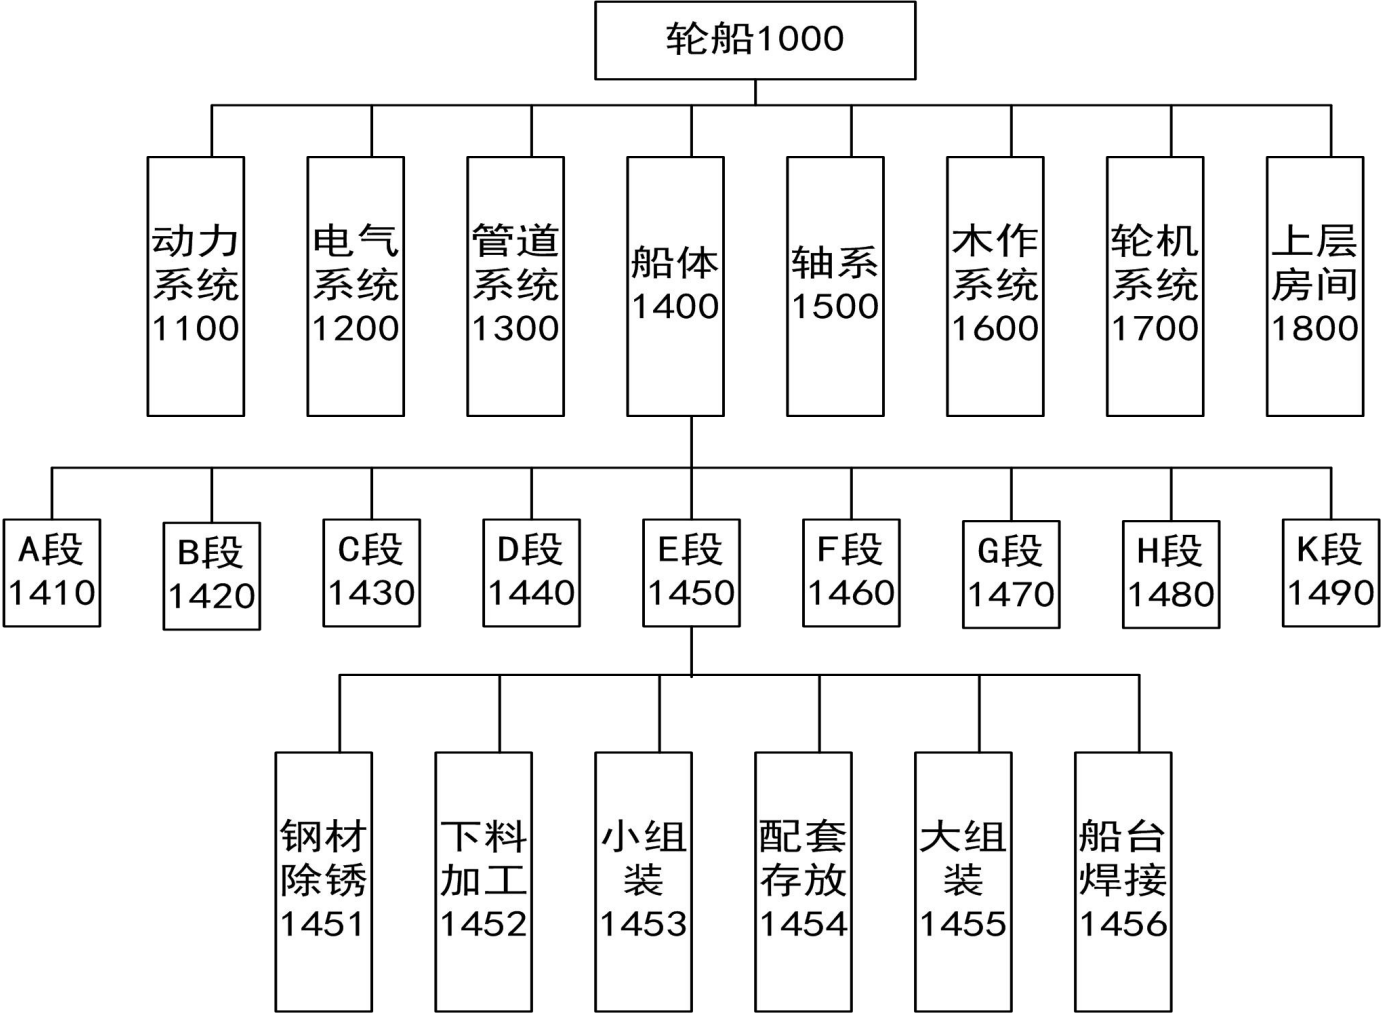 轮船1000
动力
系统
1100
电气
系统
1200
管道
系统
1300
船体
1400
轴系
1500
木作
系统
1600
轮机
系统
1700
上层
房间
1800
A段
1410
B段
1420
C段
1430
D段
1440
E段
1450
F段
1460
G段
1470
H段
1480
K段
1490
钢材
除锈
1451
下料
加工
1452
小组
装
1453
配套
存放
1454
大组
装
1455
船台
焊接
1456